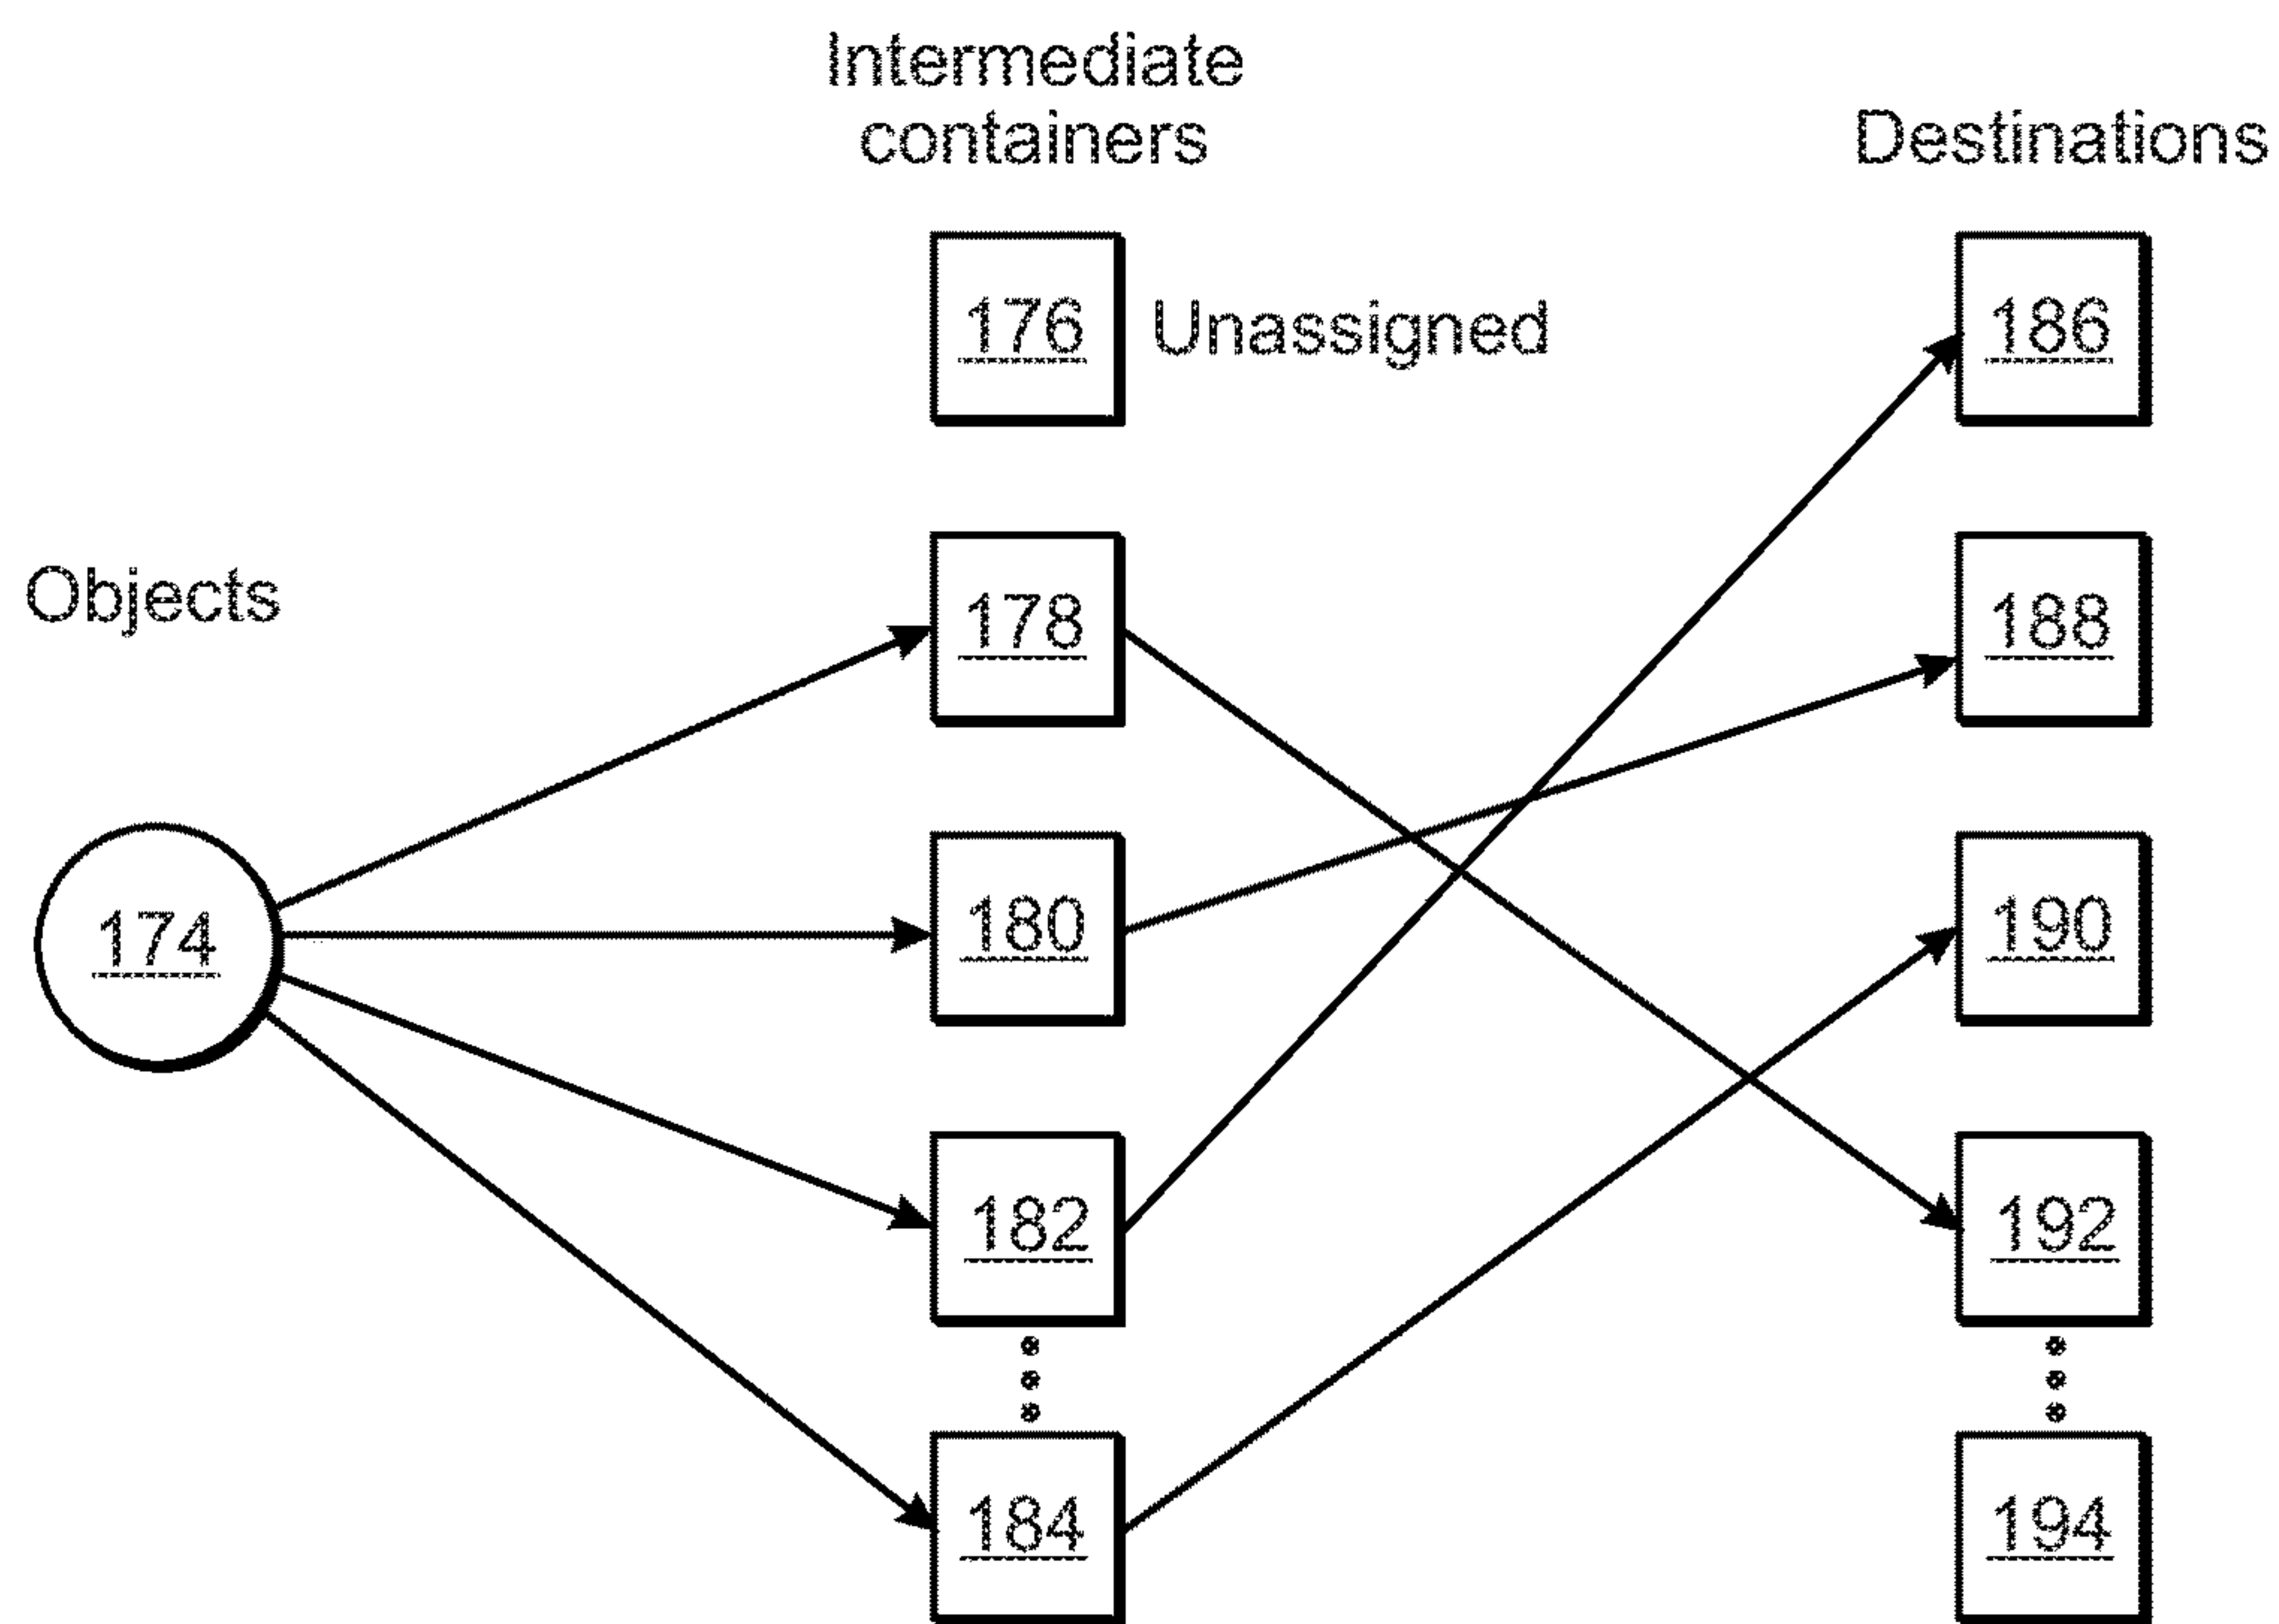 Intermediate
containers
Destinations
176 Unassigned
186
Objects
178
188
174
180
190
182
192
184
194